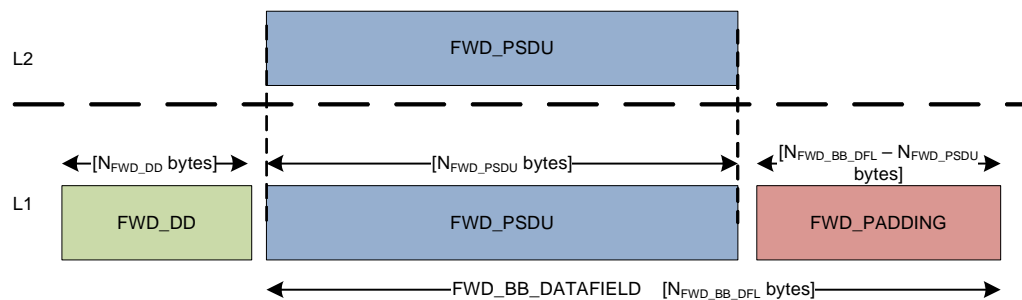 L2
FWD_PSDU
[NFWD_DD bytes]
[NFWD_PSDU bytes]
[NFWD_BB_DFL – NFWD_PSDU
bytes]
L1
FWD_DD
FWD_PSDU
FWD_PADDING
FWD_BB_DATAFIELD [NFWD_BB_DFL bytes]